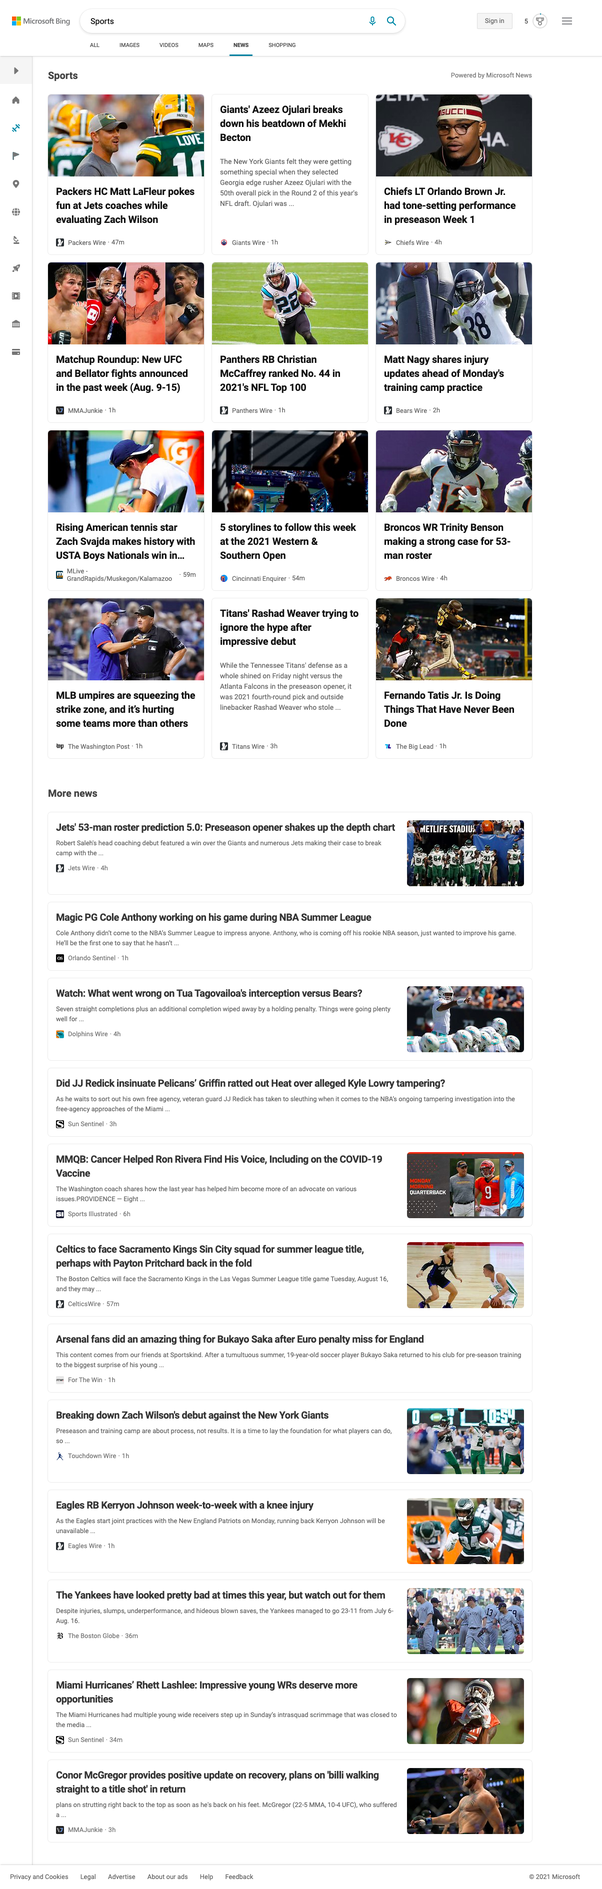 Microsoft Bing
Sports
Sign in
5
ALL
IMAGES
VIDEOS
MAPS
NEWS
SHOPPING
Sports
Powered by Microsoft News
LOVE
Packers HC Matt LaFleur pokes
fun at Jets coaches while
evaluating Zach Wilson
Packers Wire · 47m
Giants' Azeez Ojulari breaks
down his beatdown of Mekhi
Becton
The New York Giants felt they were getting
something special when they selected
Georgia edge rusher Azeez Ojulari with the
50th overall pick in the Round 2 of this year's
NFL draft. Ojulari was ...
Giants Wire · 1h
GUCCI
Chiefs LT Orlando Brown Jr.
had tone-setting performance
in preseason Week 1
Chiefs Wire · 4h
Matchup Roundup: New UFC
and Bellator fights announced
in the past week (Aug. 9-15)
MMAJunkie · 1h
22
Panthers RB Christian
McCaffrey ranked No. 44 in
2021's NFL Top 100
Panthers Wire · 1h
38
Matt Nagy shares injury
updates ahead of Monday's
training camp practice
Bears Wire · 2h
G
Rising American tennis star
Zach Svajda makes history with
USTA Boys Nationals win in...
MLive -
GrandRapids/Muskegon/Kalamazoo · 59m
5 storylines to follow this week
at the 2021 Western &
Southern Open
Cincinnati Enquirer · 54m
Broncos WR Trinity Benson
making a strong case for 53-
man roster
Broncos Wire · 4h
MLB umpires are squeezing the
strike zone, and it's hurting
some teams more than others
The Washington Post · 1h
Titans' Rashad Weaver trying to
ignore the hype after
impressive debut
While the Tennessee Titans' defense as a
whole shined on Friday night versus the
Atlanta Falcons in the preseason opener, it
was 2021 fourth-round pick and outside
linebacker Rashad Weaver who stole ...
Titans Wire · 3h
Fernando Tatis Jr. Is Doing
Things That Have Never Been
Done
The Big Lead · 1h
More news
Jets' 53-man roster prediction 5.0: Preseason opener shakes up the depth chart
Robert Saleh's head coaching debut featured a win over the Giants and numerous Jets making their case to break
camp with the ...
Jets Wire · 4h
METLIFE STADIU
Magic PG Cole Anthony working on his game during NBA Summer League
Cole Anthony didn't come to the NBA's Summer League to impress anyone. Anthony, who is coming off his rookie NBA season, just wanted to improve his game.
He'll be the first one to say that he hasn't ...
Orlando Sentinel · 1h
Watch: What went wrong on Tua Tagovailoa's interception versus Bears?
Seven straight completions plus an additional completion wiped away by a holding penalty. Things were going plenty
well for ...
Dolphins Wire · 4h
Did JJ Redick insinuate Pelicans' Griffin ratted out Heat over alleged Kyle Lowry tampering?
As he waits to sort out his own free agency, veteran guard JJ Redick has taken to sleuthing when it comes to the NBA's ongoing tampering investigation into the
free-agency approaches of the Miami ...
Sun Sentinel · 3h
MMQB: Cancer Helped Ron Rivera Find His Voice, Including on the COVID-19
Vaccine
The Washington coach shares how the last year has helped him become more of an advocate on various
issues.PROVIDENCE — Eight ...
Sports Illustrated · 6h
MONDAY
MORNING
QUARTERBACK
9
Celtics to face Sacramento Kings Sin City squad for summer league title,
perhaps with Payton Pritchard back in the fold
The Boston Celtics will face the Sacramento Kings in the Las Vegas Summer League title game Tuesday, August 16,
and they may ...
CelticsWire · 57m
Arsenal fans did an amazing thing for Bukayo Saka after Euro penalty miss for England
This content comes from our friends at Sportskind. After a tumultuous summer, 19-year-old soccer player Bukayo Saka returned to his club for pre-season training
to the biggest surprise of his young ...
For The Win · 1h
Breaking down Zach Wilson's debut against the New York Giants
Preseason and training camp are about process, not results. It is a time to lay the foundation for what players can do,
so ...
Touchdown Wire · 1h
Eagles RB Kerryon Johnson week-to-week with a knee injury
As the Eagles start joint practices with the New England Patriots on Monday, running back Kerryon Johnson will be
unavailable ...
Eagles Wire · 1h
32
The Yankees have looked pretty bad at times this year, but watch out for them
Despite injuries, slumps, underperformance, and hideous blown saves, the Yankees managed to go 23-11 from July 6-
Aug. 16.
The Boston Globe · 36m
Miami Hurricanes' Rhett Lashlee: Impressive young WRs deserve more
opportunities
The Miami Hurricanes had multiple young wide receivers step up in Sunday's intrasquad scrimmage that was closed to
the media ...
Sun Sentinel · 34m
Conor McGregor provides positive update on recovery, plans on 'billi walking
straight to a title shot' in return
plans on strutting right back to the top as soon as he's back on his feet. McGregor (22-5 MMA, 10-4 UFC), who suffered
a ...
MMAJunkie · 3h
Privacy and Cookies
Legal
Advertise
About our ads
Help
Feedback
© 2021 Microsoft